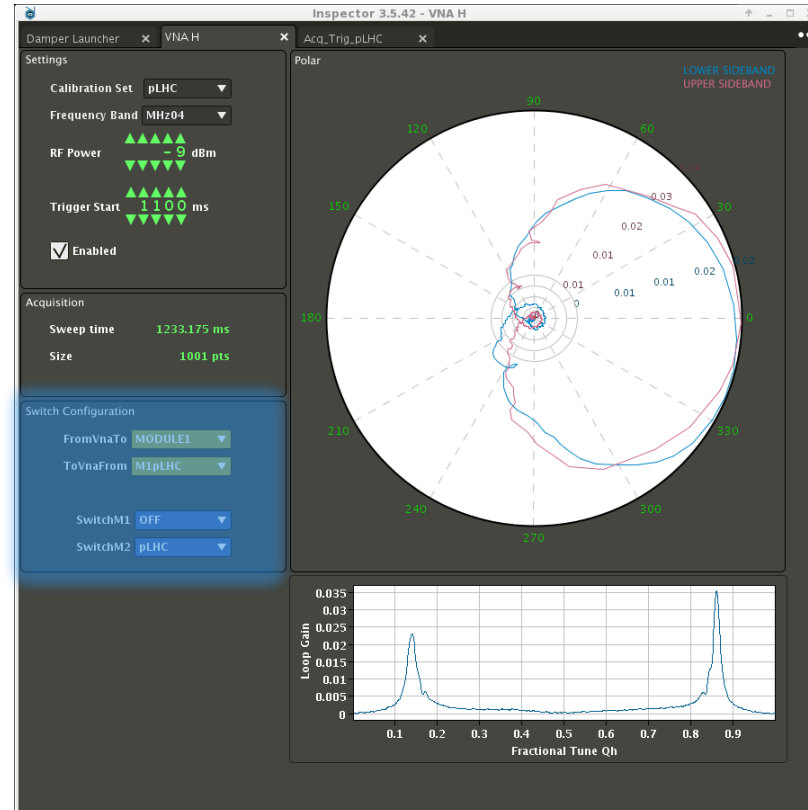 Inspector 3.5.42 - VNA H
Damper Launcher x VNA H x Acq_Trig_pLHC x
Settings
Calibration Set pLHC
Frequency Band MHz04
RF Power - 9 dBm
Trigger Start 1100 ms
Enabled
Acquisition
Sweep time 1233.175 ms
Size 1001 pts
Switch Configuration
FromVnaTo MODULE1
ToVnaFrom M1pLHC
SwitchM1 OFF
SwitchM2 pLHC
Polar
LOWER SIDEBAND
UPPER SIDEBAND
90
120
60
150
0.03
30
0.02
0.01
0.02
0.02
0.01
0.01
0.01
0
180
0
210
330
240
300
270
Loop Gain
0.035
0.03
0.025
0.02
0.015
0.01
0.005
0
0.1 0.2 0.3 0.4 0.5 0.6 0.7 0.8 0.9
Fractional Tune Qh